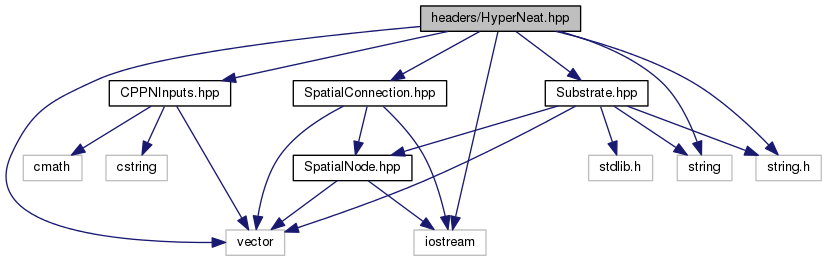 headers/HyperNeat.hpp
CPPNInputs.hpp
SpatialConnection.hpp
Substrate.hpp
cmath
cstring
SpatialNode.hpp
stdlib.h
string
string.h
vector
iostream